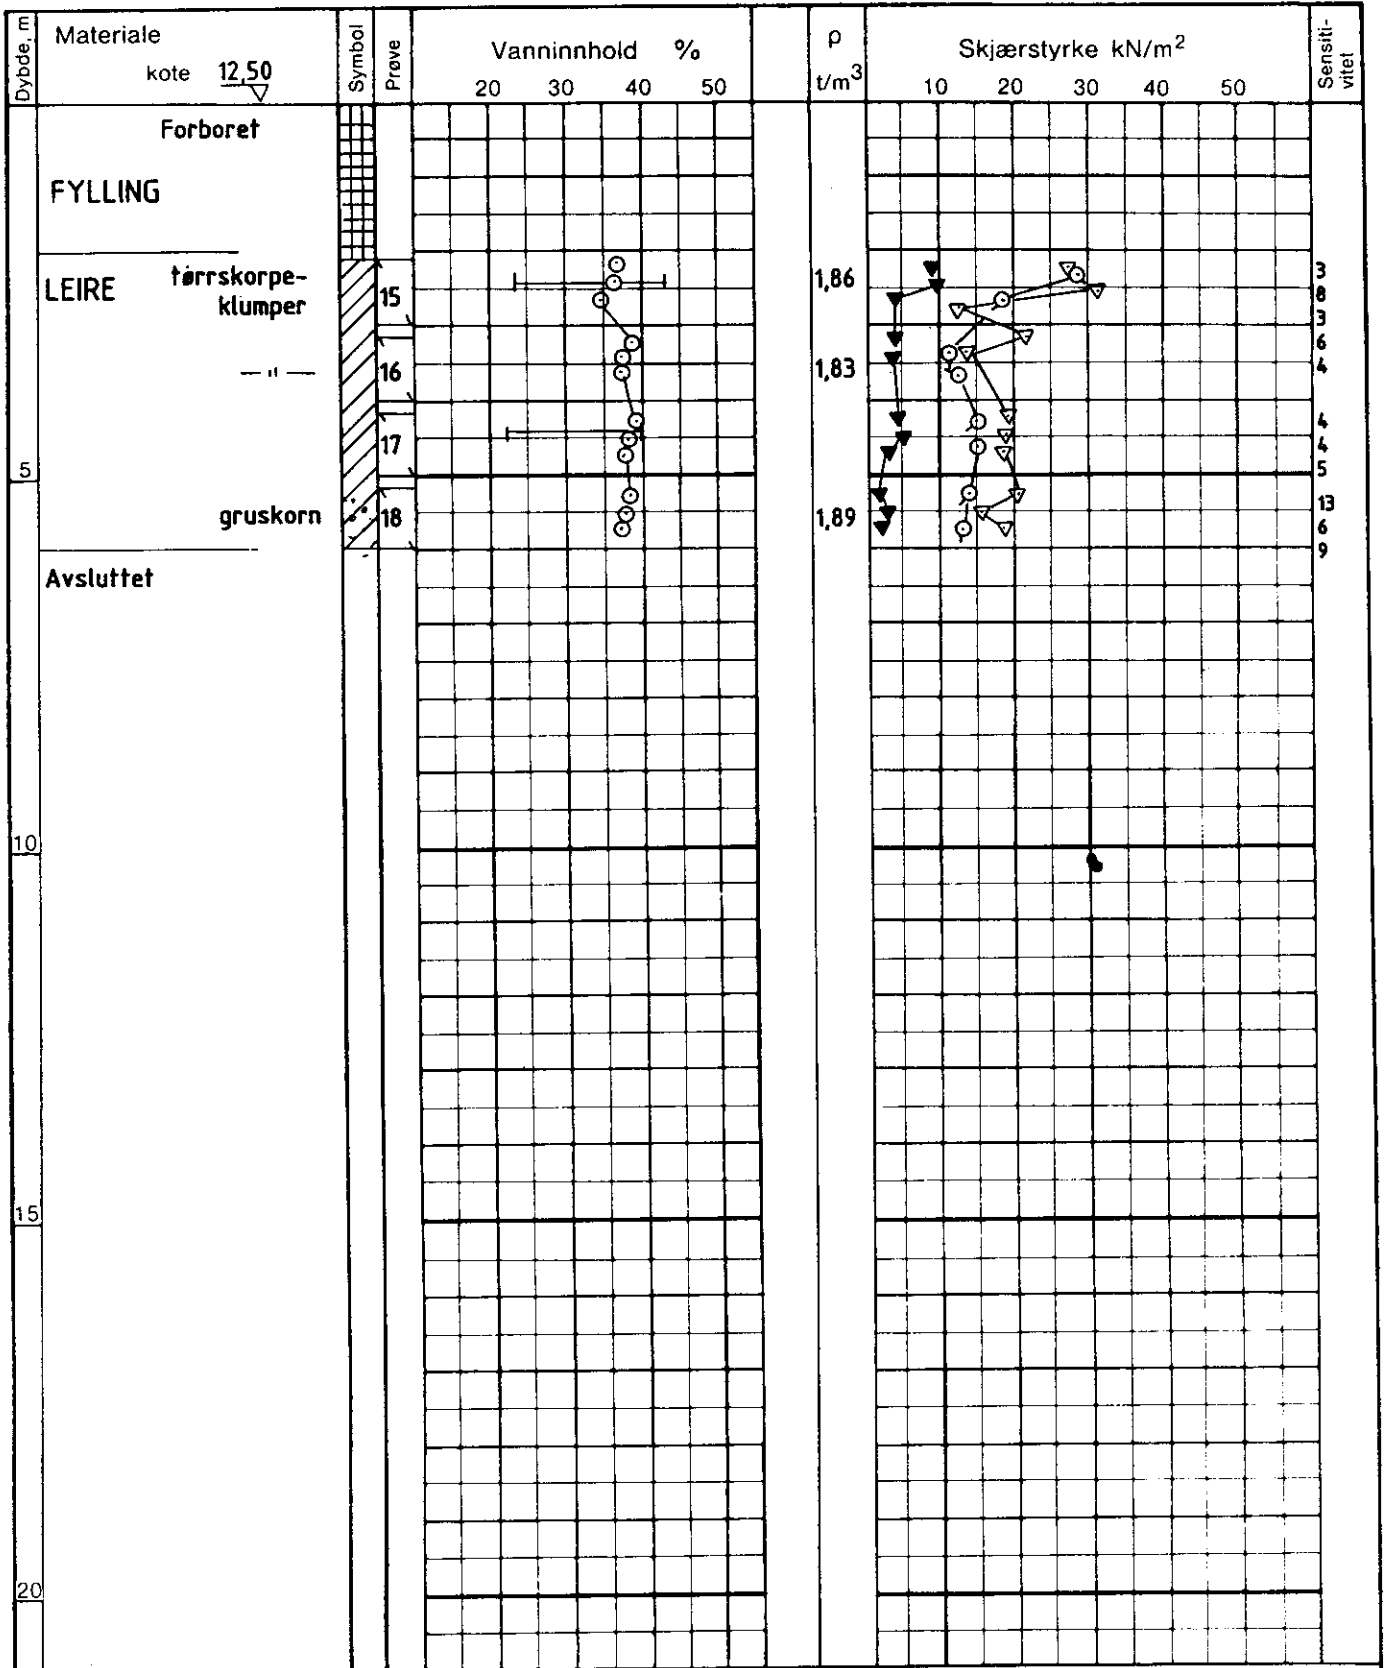 Dybde, m
Materiale
kote 12,50
Symbol
Prøve
Vanninnhold %
20 30 40 50
ρ
t/m³
Skjærstyrke kN/m²
10 20 30 40 50
Sensiti-
vitet
Forboret
FYLLING
LEIRE tørrskorpe-
klumper
15
1,86
3
8
3
— " —
16
1,83
6
4
17
4
4
5
5
gruskorn
18
1,89
13
6
9
Avsluttet
10
15
20